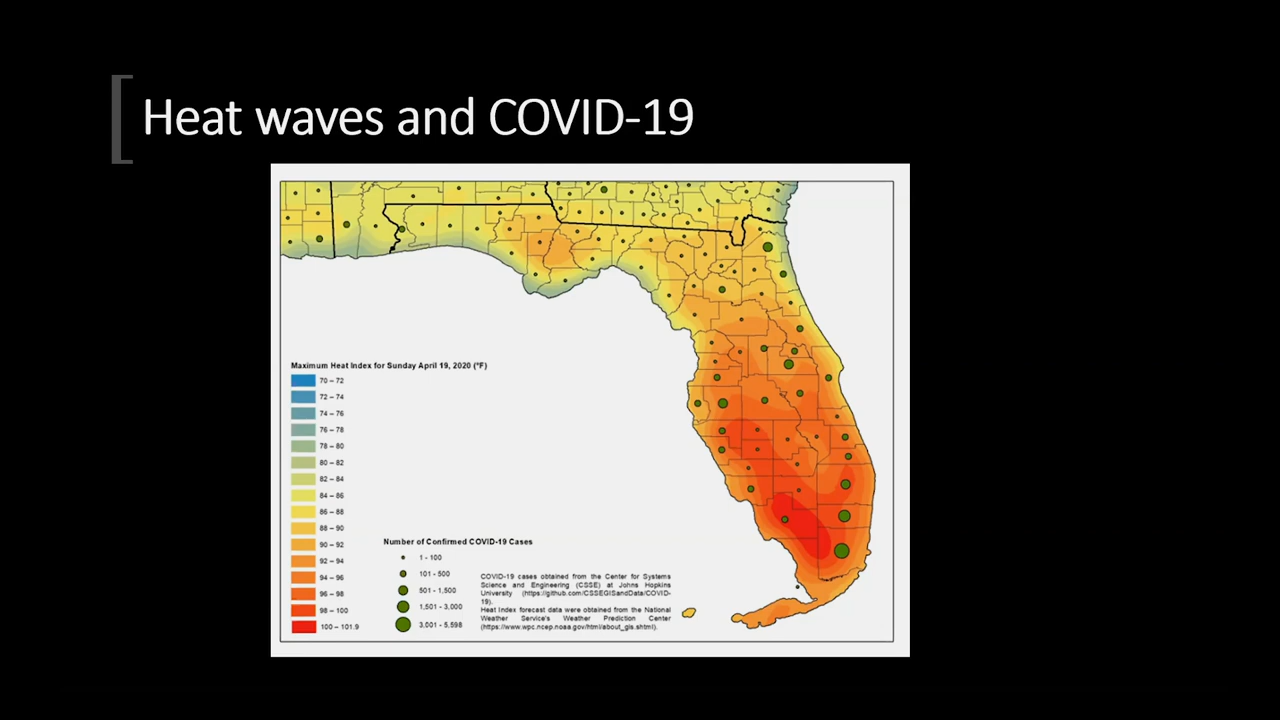 Heat waves and COVID-19
Maximum Heat Index for Sunday April 19, 2020 (°F)
70 – 72
72 – 74
74 – 76
76 – 78
78 – 80
80 – 82
82 – 84
84 – 86
86 – 88
88 – 90
90 – 92
92 – 94
94 – 96
96 – 98
98 – 100
100 – 101.9
Number of Confirmed COVID-19 Cases
1 - 100
101 - 500
501 - 1,500
1,501 - 3,000
3,001 - 5,598
COVID-19 cases obtained from the Center for Systems
Science and Engineering (CSSE) at Johns Hopkins
University (https://github.com/CSSEGISandData/COVID-
19).
Heat Index forecast data were obtained from the National
Weather Service's Weather Prediction Center
(https://www.wpc.ncep.noaa.gov/html/about_gis.shtml).